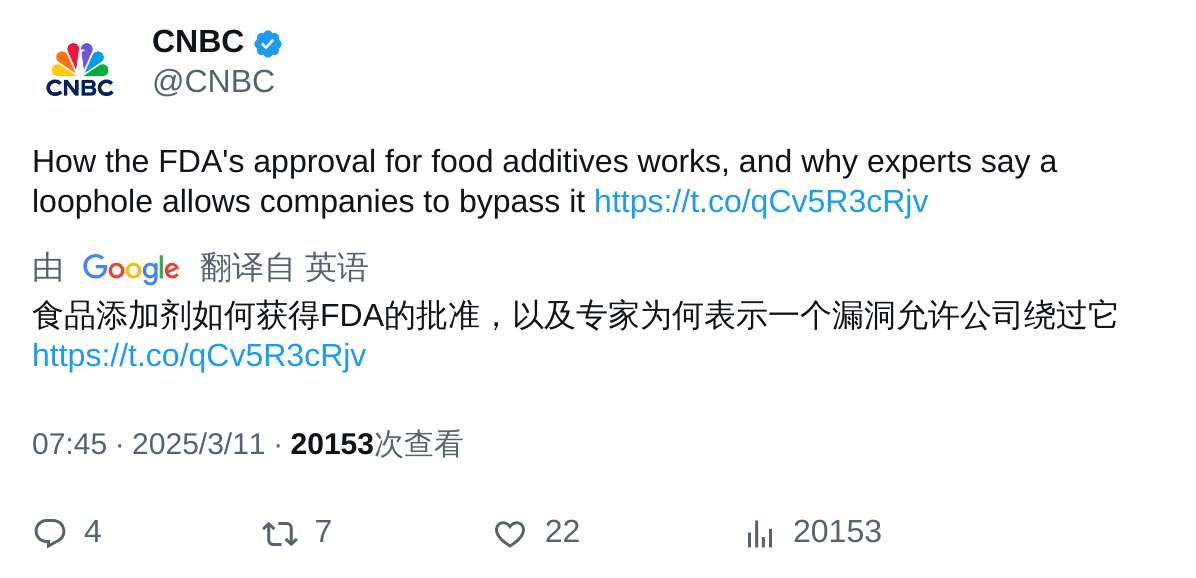 CNBC
CNBC
@CNBC
How the FDA's approval for food additives works, and why experts say a
loophole allows companies to bypass it https://t.co/qCv5R3cRjv
由 Google 翻译自 英语
食品添加剂如何获得FDA的批准，以及专家为何表示一个漏洞允许公司绕过它
https://t.co/qCv5R3cRjv
07:45 · 2025/3/11 · 20153次查看
4 7 22 20153